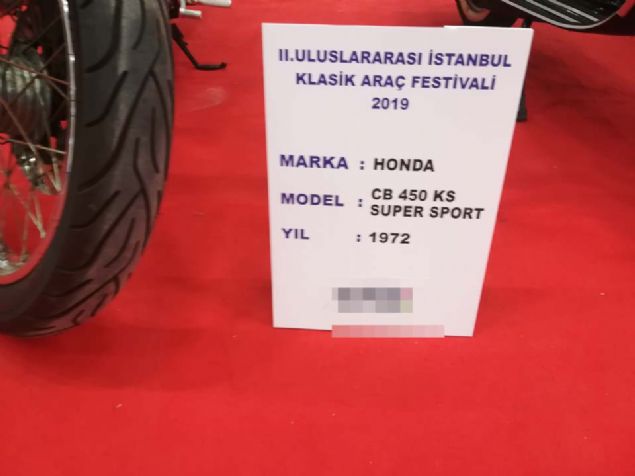 II.ULUSLARARASI İSTANBUL
KLASİK ARAÇ FESTİVALİ
2019
MARKA : HONDA
MODEL : CB 450 KS
SUPER SPORT
YIL : 1972